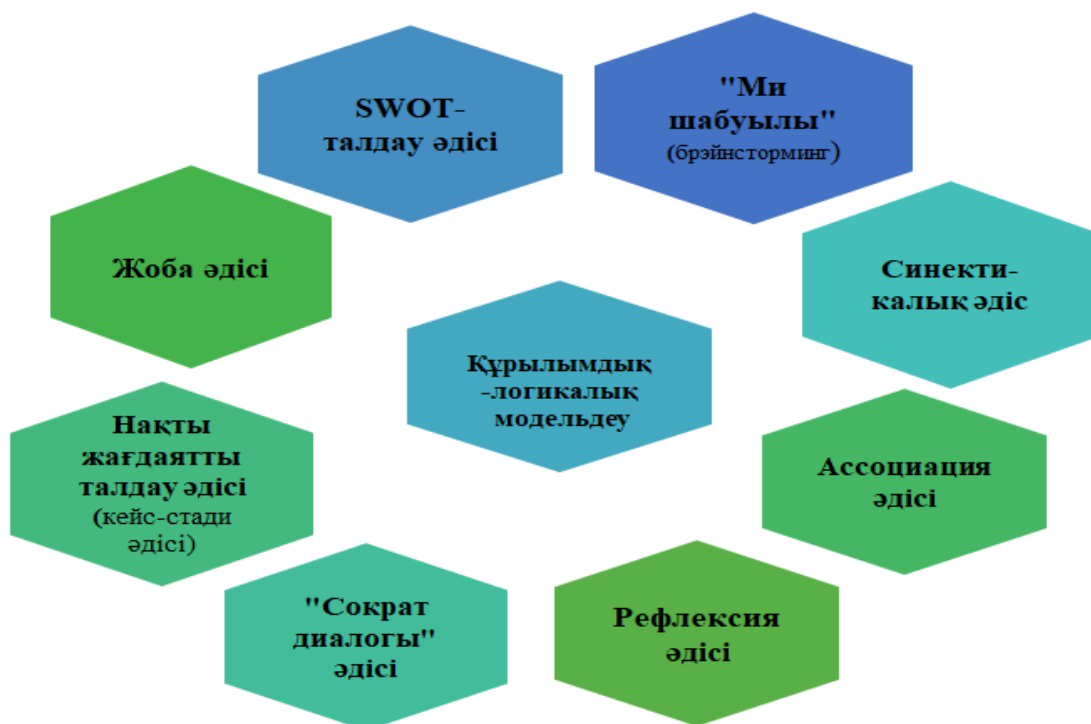 SWOT-
талдау әдісі
"Ми
шабуылы"
(брэйнсторминг)
Жоба әдісі
Синекти-
калық әдіс
Құрылымдық
-логикалық
модельдеу
Нақты
жағдаятты
талдау әдісі
(кейс-стади
әдісі)
Ассоциация
әдісі
"Сократ
диалогы"
әдісі
Рефлексия
әдісі